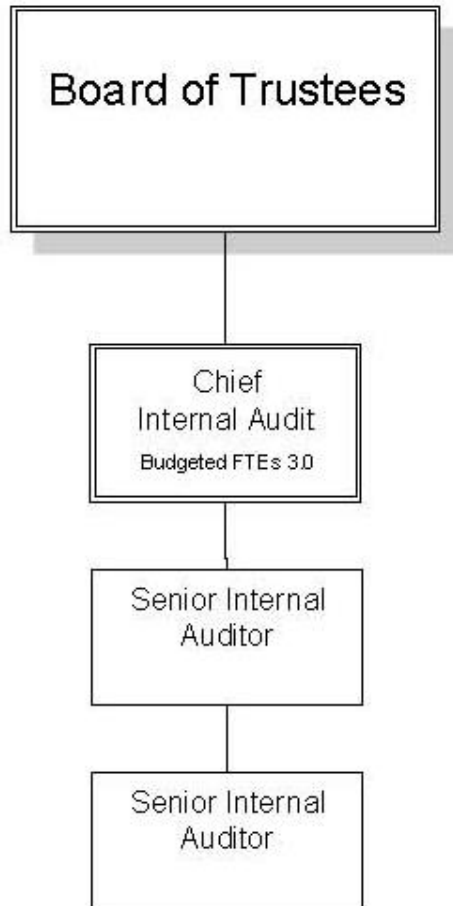 Board of Trustees
Chief
Internal Audit
Budgeted FTEs 3.0
Senior Internal
Auditor
Senior Internal
Auditor